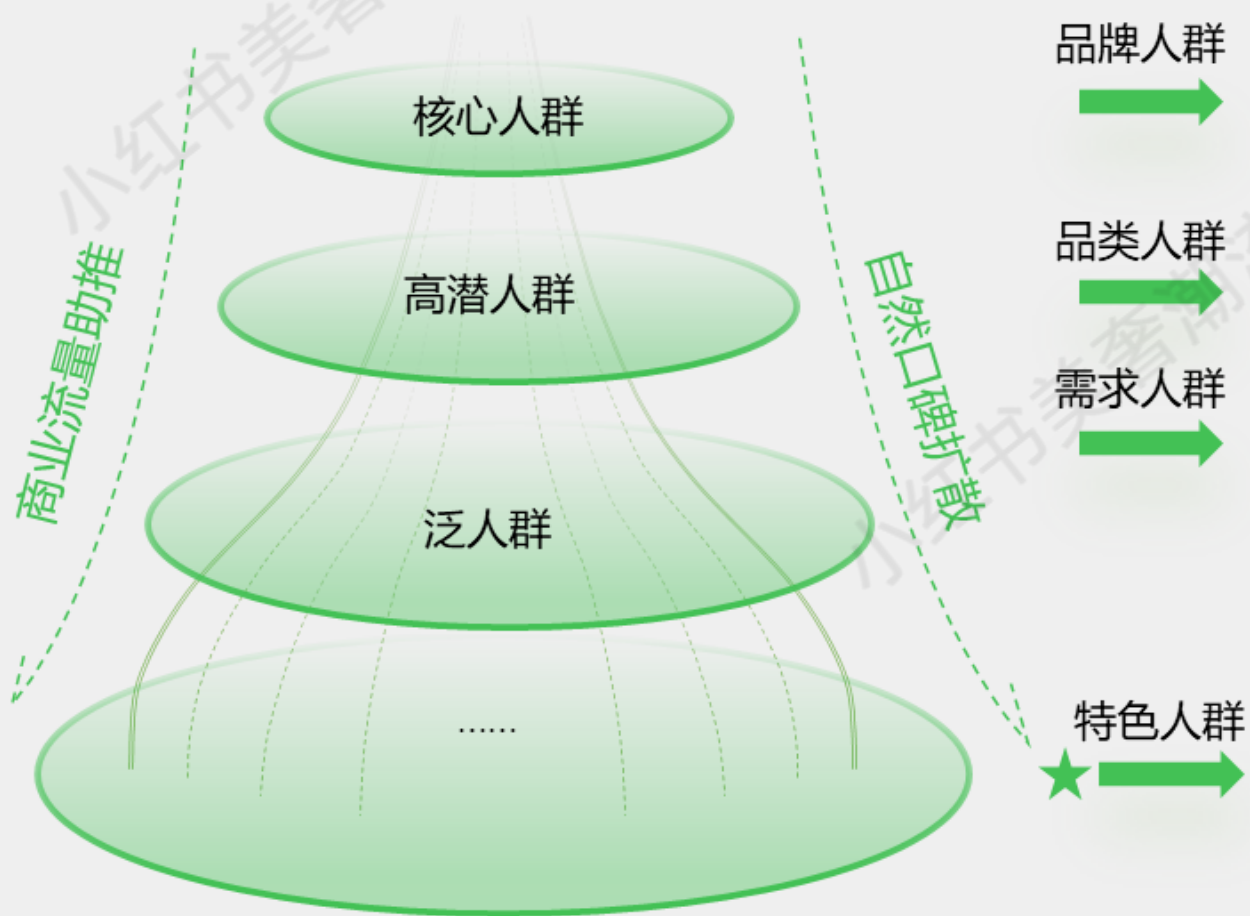 核心人群
品牌人群
高潜人群
品类人群
商业流量助推
自然口碑扩散
需求人群
泛人群
……
特色人群
小红书美奢
小红书美奢潮流